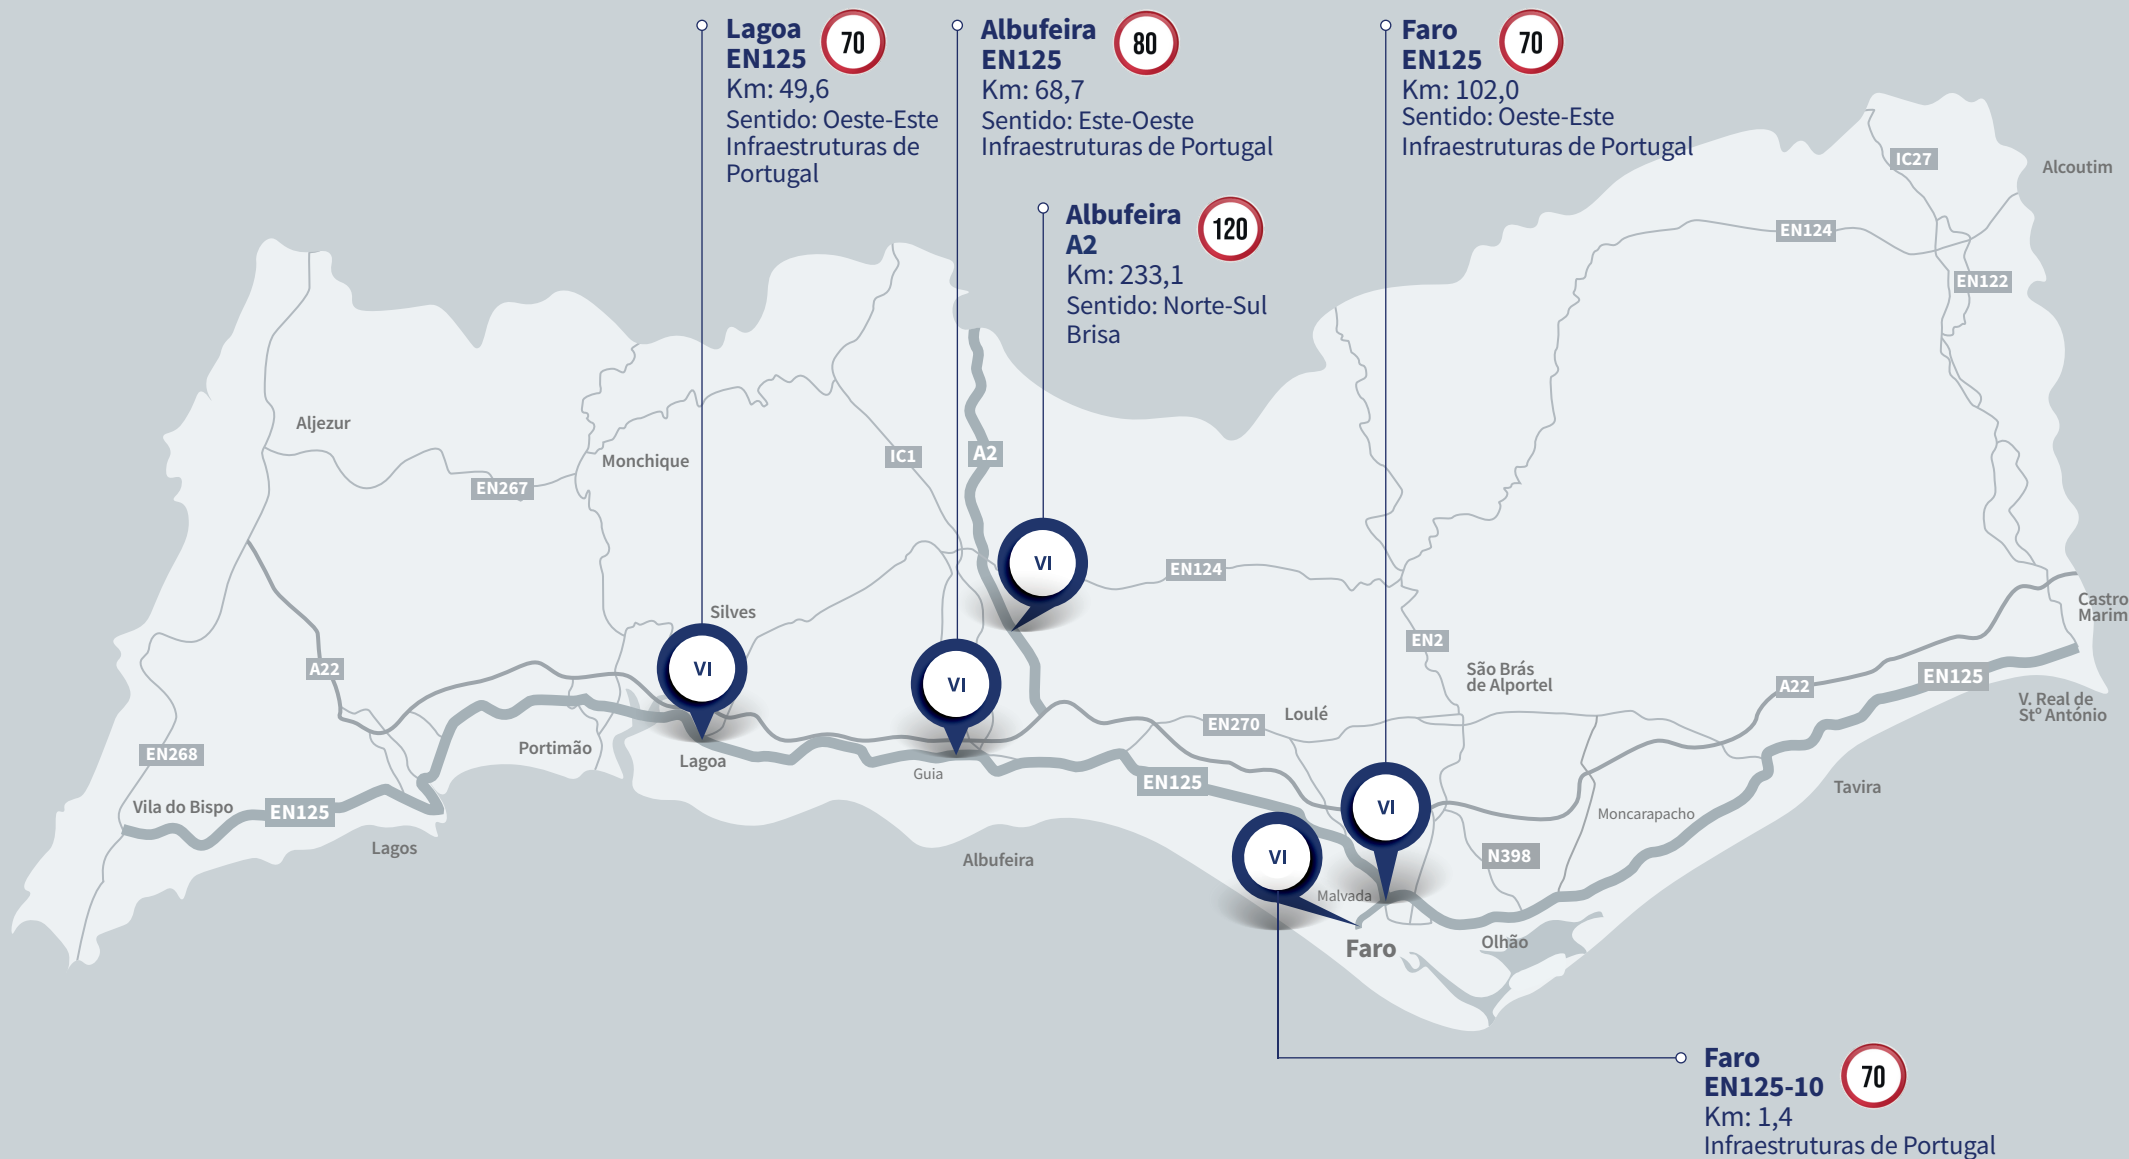 Lagoa
EN125
70
Km: 49,6
Sentido: Oeste-Este
Infraestruturas de
Portugal
Albufeira
EN125
80
Km: 68,7
Sentido: Este-Oeste
Infraestruturas de Portugal
Faro
EN125
70
Km: 102,0
Sentido: Oeste-Este
Infraestruturas de Portugal
Albufeira
A2
120
Km: 233,1
Sentido: Norte-Sul
Brisa
IC27
Alcoutim
EN124
EN122
Aljezur
Monchique
IC1
A2
EN267
VI
EN124
Silves
Castro
Marim
EN2
A22
VI
VI
São Brás
de Alportel
EN125
A22
V. Real de
Stº António
Loulé
EN270
EN268
Portimão
Lagoa
Guia
EN125
Tavira
Vila do Bispo
EN125
VI
Moncarapacho
Lagos
Albufeira
VI
N398
Malvada
Faro
Olhão
Faro
EN125-10
70
Km: 1,4
Infraestruturas de Portugal